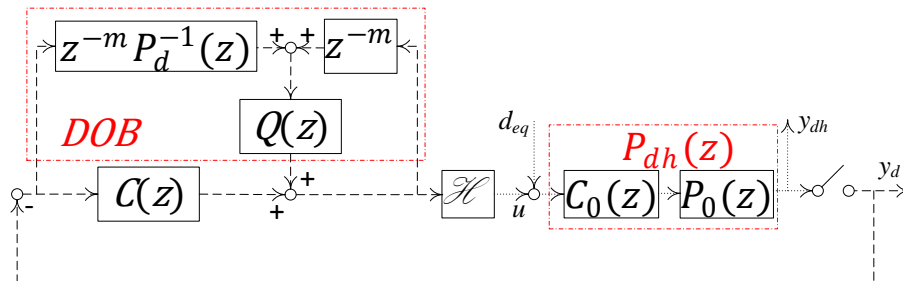 z^{-m} P_d^{-1}(z)
+ +
z^{-m}
DOB
Q(z)
d_{eq}
P_{dh}(z)
y_{dh}
+
+
-
C(z)
ℋ
u
C_0(z)
P_0(z)
y_d